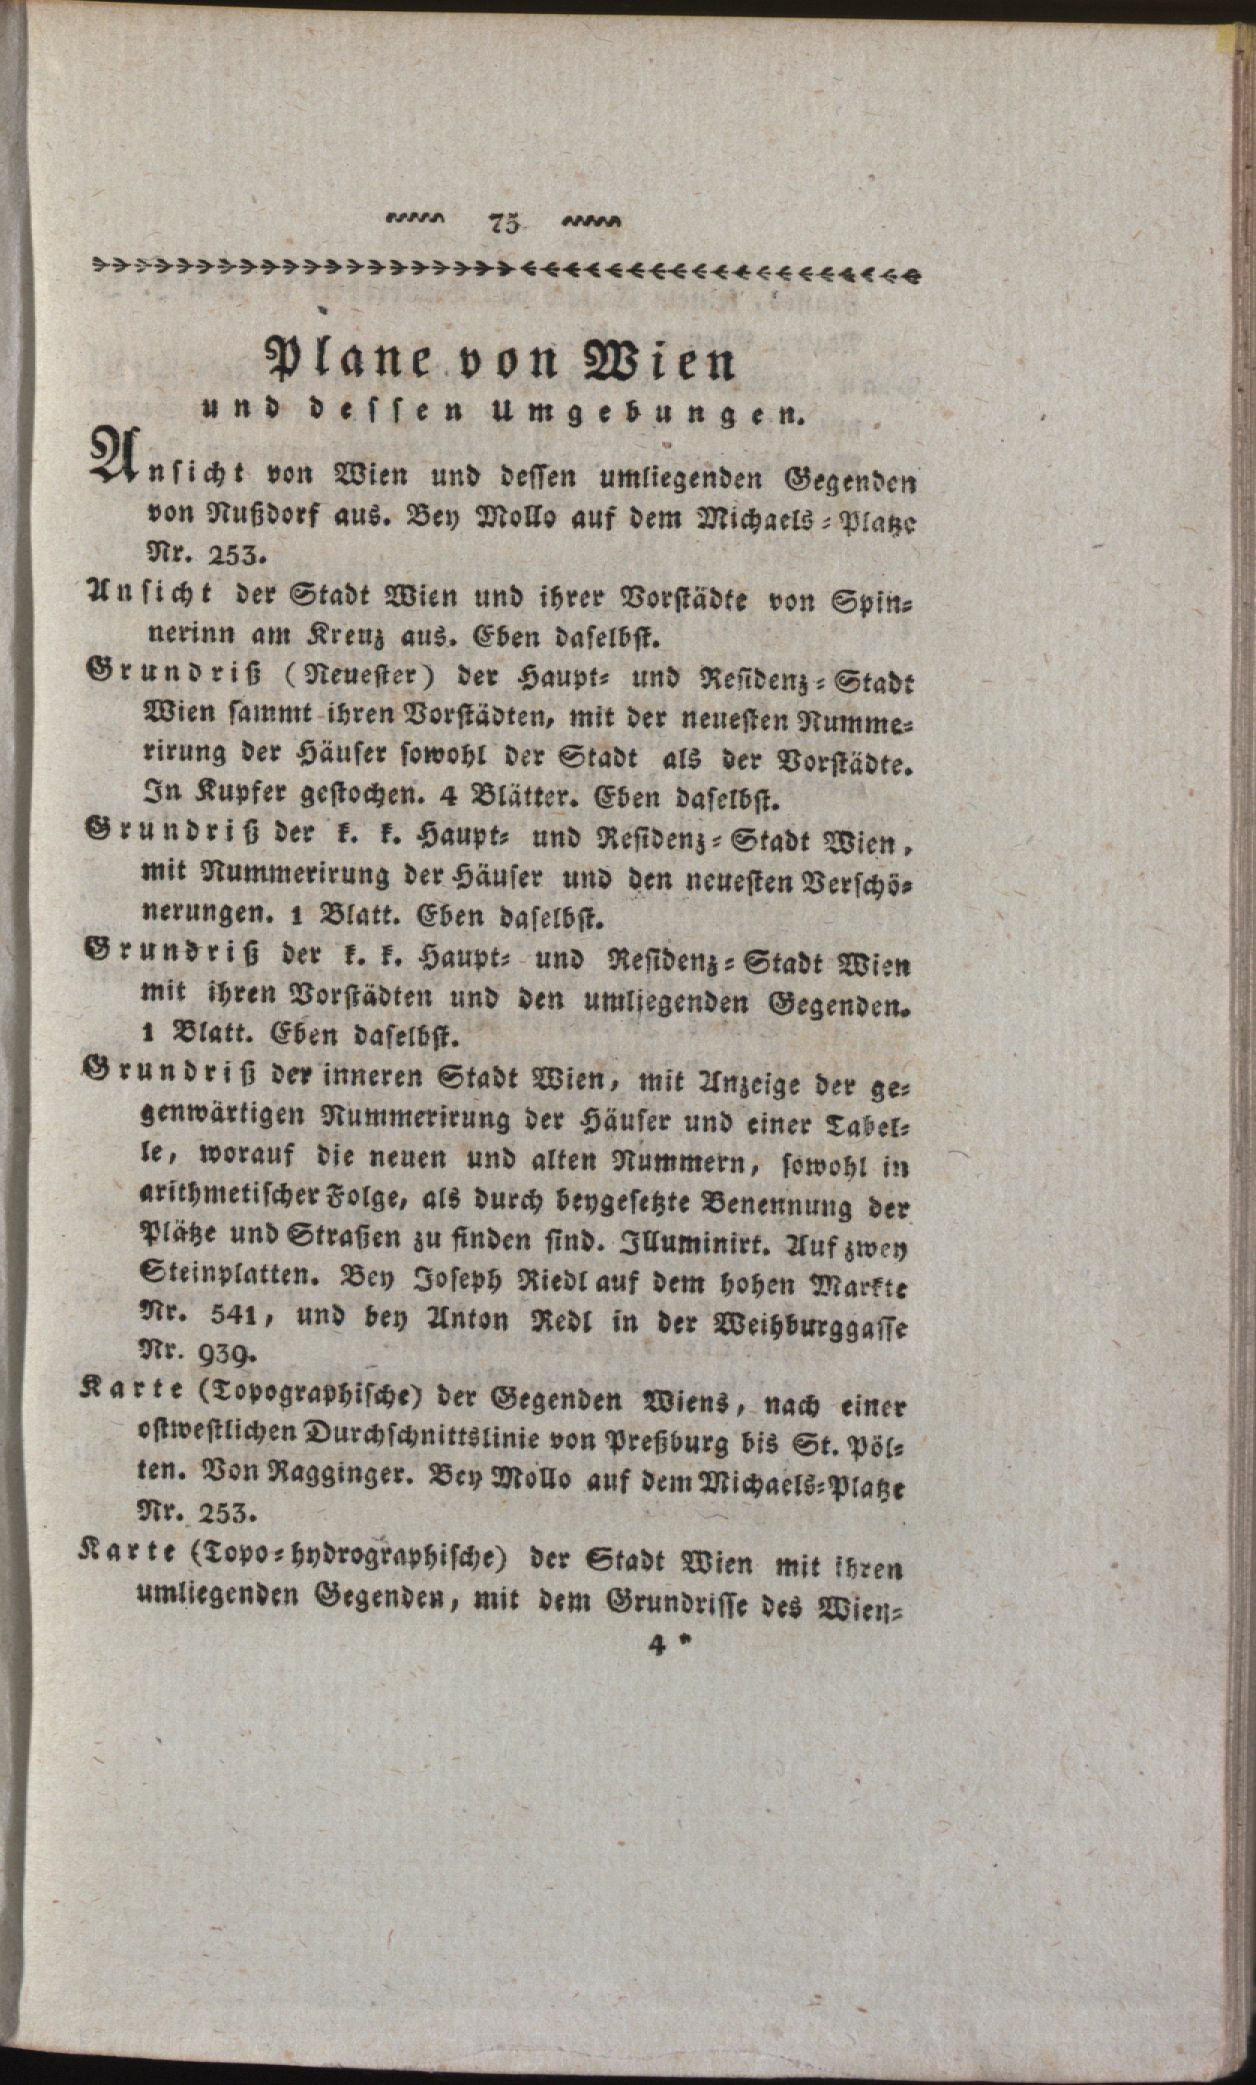 75
Plane von Wien
und dessen Umgebungen.
Ansicht von Wien und dessen umliegenden Gegenden
von Nußdorf aus. Bey Mollo auf dem Michaels-Platze
Nr. 253.
Ansicht der Stadt Wien und ihrer Vorstädte von Spin-
nerinn am Kreuz aus. Eben daselbst.
Grundriß (Neuester) der Haupt- und Residenz-Stadt
Wien sammt ihren Vorstädten, mit der neuesten Numme-
rirung der Häuser sowohl der Stadt als der Vorstädte.
In Kupfer gestochen. 4 Blätter. Eben daselbst.
Grundriß der k. k. Haupt- und Residenz-Stadt Wien,
mit Nummerirung der Häuser und den neuesten Verschö-
nerungen. 1 Blatt. Eben daselbst.
Grundriß der k. k. Haupt- und Residenz-Stadt Wien
mit ihren Vorstädten und den umliegenden Gegenden.
1 Blatt. Eben daselbst.
Grundriß der inneren Stadt Wien, mit Anzeige der ge-
genwärtigen Nummerirung der Häuser und einer Tabel-
le, worauf die neuen und alten Nummern, sowohl in
arithmetischer Folge, als durch beygesetzte Benennung der
Plätze und Straßen zu finden sind. Illuminirt. Auf zwey
Steinplatten. Bey Joseph Riedl auf dem hohen Markte
Nr. 541, und bey Anton Redl in der Weihburggasse
Nr. 939.
Karte (Topographische) der Gegenden Wiens, nach einer
ostwestlichen Durchschnittslinie von Preßburg bis St. Pöl-
ten. Von Ragginger. Bey Mollo auf dem Michaels-Platze
Nr. 253.
Karte (Topo-hydrographische) der Stadt Wien mit ihren
umliegenden Gegenden, mit dem Grundrisse des Wien-
4 *